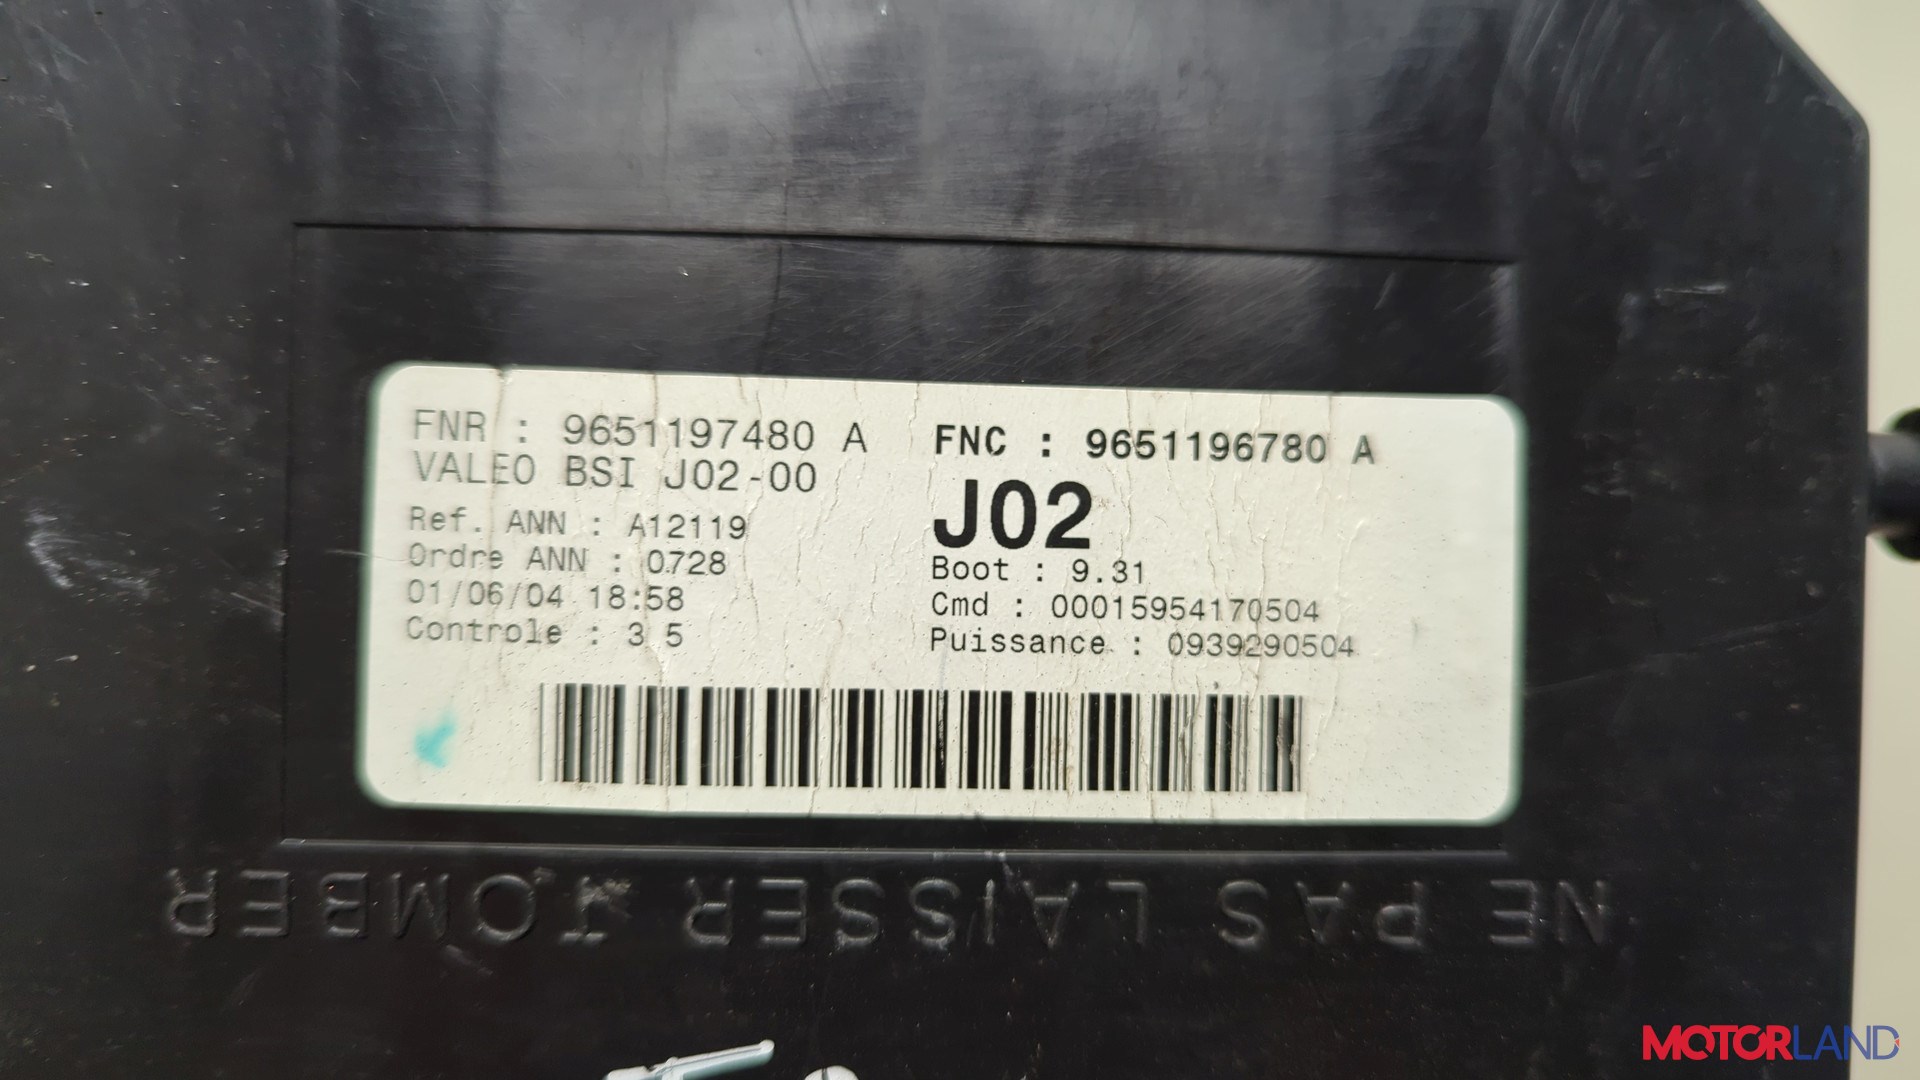 FNR : 9651197480 A
VALEO BSI J02-00
Ref. ANN : A12119
Ordre ANN : 0728
01/06/04 18:58
Controle : 3 5
FNC : 9651196780 A
J02
Boot : 9.31
Cmd : 00015954170504
Puissance : 0939290504
NE PAS LAISSER TOMBER
MOTORLAND